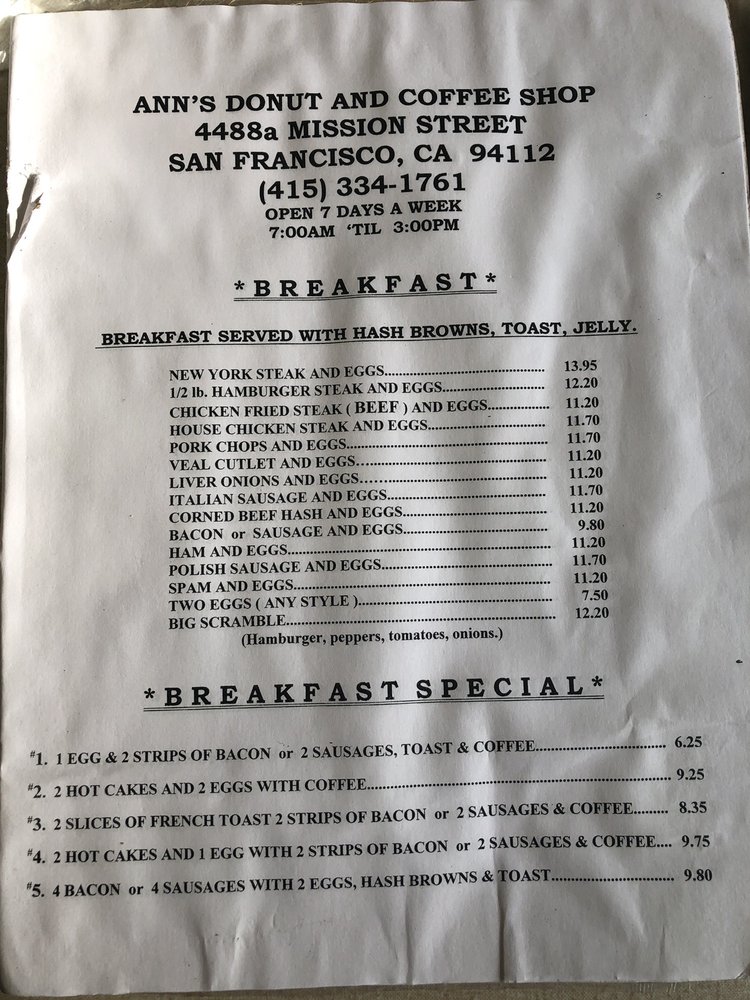 ANN'S DONUT AND COFFEE SHOP
4488a MISSION STREET
SAN FRANCISCO, CA 94112
(415) 334-1761
OPEN 7 DAYS A WEEK
7:00AM 'TIL 3:00PM
*BREAKFAST*
BREAKFAST SERVED WITH HASH BROWNS, TOAST, JELLY.
NEW YORK STEAK AND EGGS............................................. 13.95
1/2 lb. HAMBURGER STEAK AND EGGS............................ 12.20
CHICKEN FRIED STEAK ( BEEF ) AND EGGS................. 11.20
HOUSE CHICKEN STEAK AND EGGS................................ 11.70
PORK CHOPS AND EGGS....................................................... 11.70
VEAL CUTLET AND EGGS.................................................... 11.20
LIVER ONIONS AND EGGS................................................... 11.20
ITALIAN SAUSAGE AND EGGS............................................ 11.70
CORNED BEEF HASH AND EGGS....................................... 11.20
BACON or SAUSAGE AND EGGS........................................ 9.80
HAM AND EGGS........................................................................ 11.20
POLISH SAUSAGE AND EGGS.............................................. 11.70
SPAM AND EGGS...................................................................... 11.20
TWO EGGS ( ANY STYLE )..................................................... 7.50
BIG SCRAMBLE......................................................................... 12.20
(Hamburger, peppers, tomatoes, onions.)
*BREAKFAST SPECIAL*
#1. 1 EGG & 2 STRIPS OF BACON or 2 SAUSAGES, TOAST & COFFEE................................ 6.25
#2. 2 HOT CAKES AND 2 EGGS WITH COFFEE........................................................................... 9.25
#3. 2 SLICES OF FRENCH TOAST 2 STRIPS OF BACON or 2 SAUSAGES & COFFEE......... 8.35
#4. 2 HOT CAKES AND 1 EGG WITH 2 STRIPS OF BACON or 2 SAUSAGES & COFFEE.... 9.75
#5. 4 BACON or 4 SAUSAGES WITH 2 EGGS, HASH BROWNS & TOAST.............................. 9.80